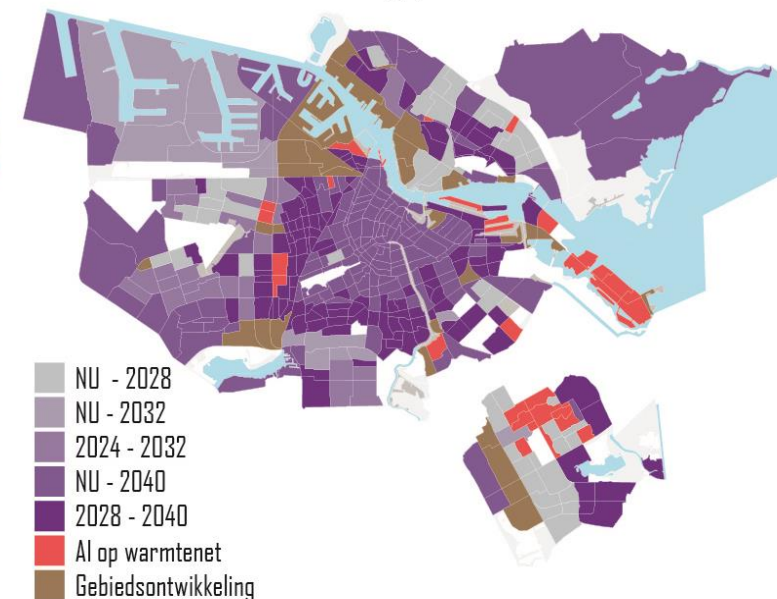 NU - 2028
NU - 2032
2024 - 2032
NU - 2040
2028 - 2040
Al op warmtenet
Gebiedsontwikkeling